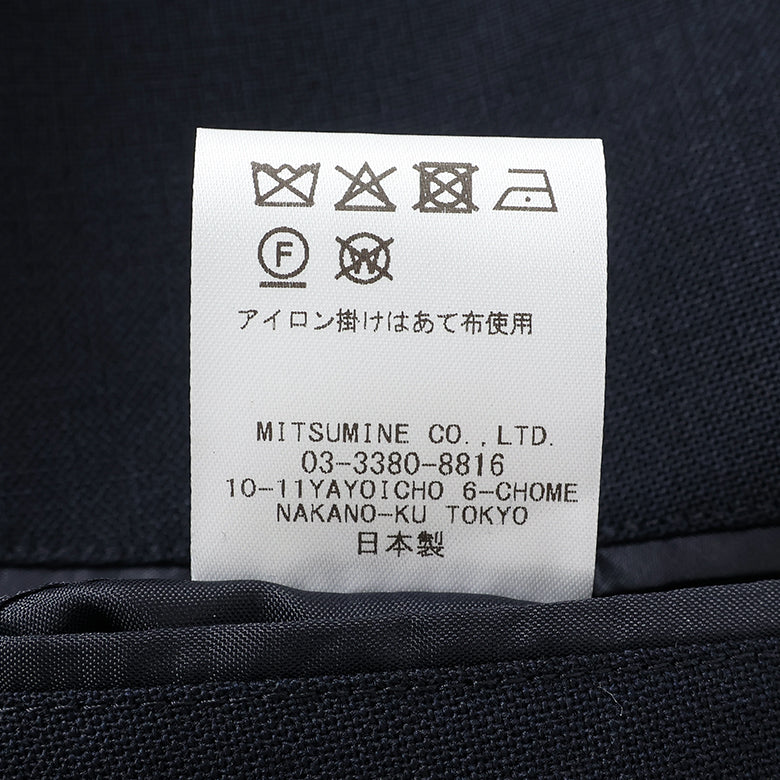 F
W
アイロン掛けはあて布使用
MITSUMINE CO.,LTD.
03-3380-8816
10-11YAYOICHO 6-CHOME
NAKANO-KU TOKYO
日本製